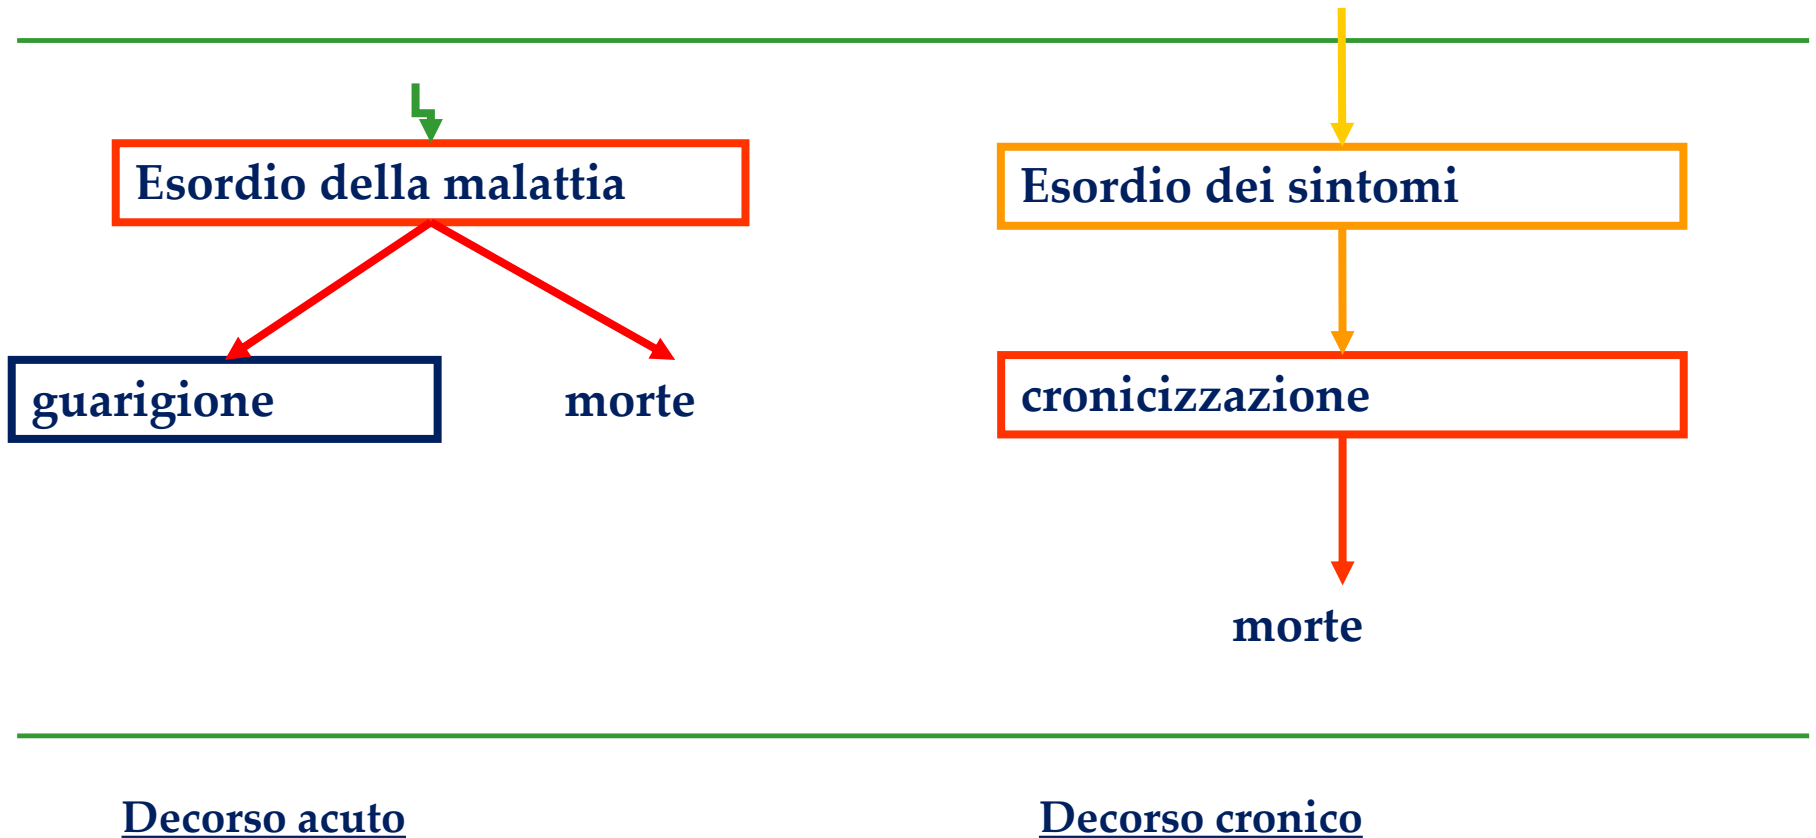 Esordio della malattia
guarigione
morte
Esordio dei sintomi
cronicizzazione
morte
Decorso acuto
Decorso cronico